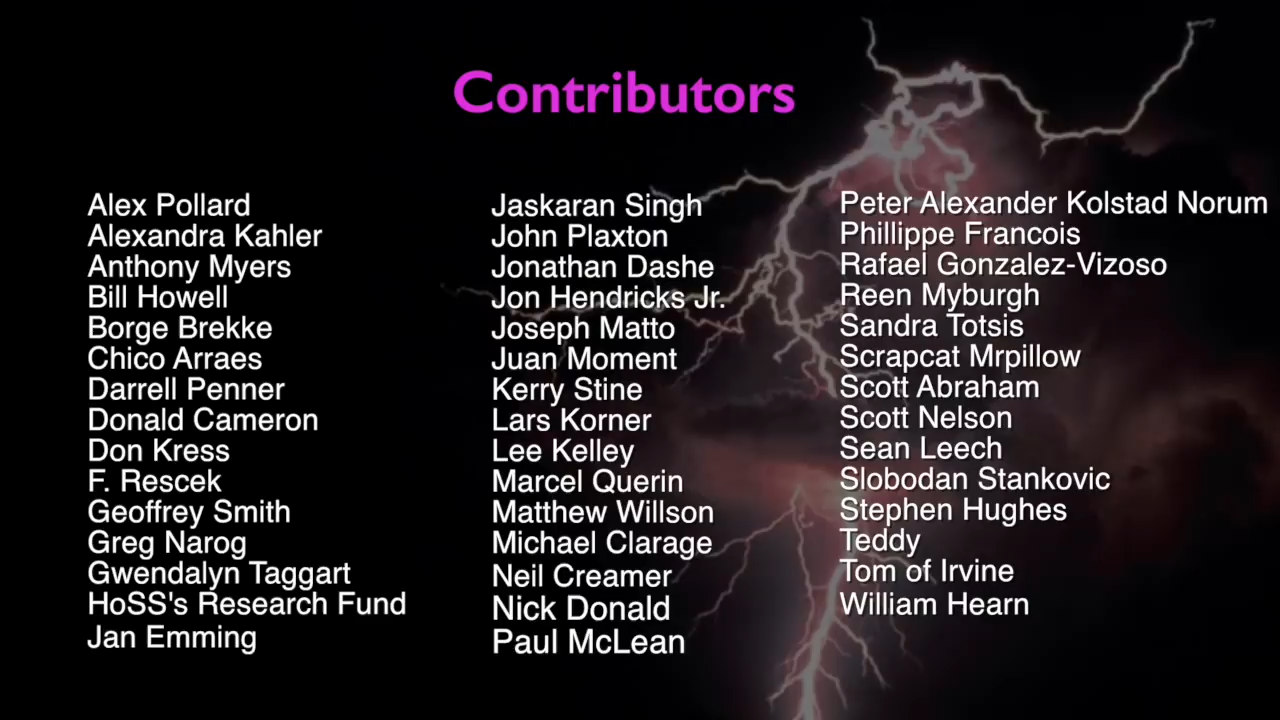 Contributors
Alex Pollard
Alexandra Kahler
Anthony Myers
Bill Howell
Borge Brekke
Chico Arraes
Darrell Penner
Donald Cameron
Don Kress
F. Rescek
Geoffrey Smith
Greg Narog
Gwendalyn Taggart
HoSS's Research Fund
Jan Emming
Jaskaran Singh
John Plaxton
Jonathan Dashe
Jon Hendricks Jr.
Joseph Matto
Juan Moment
Kerry Stine
Lars Korner
Lee Kelley
Marcel Querin
Matthew Willson
Michael Clarage
Neil Creamer
Nick Donald
Paul McLean
Peter Alexander Kolstad Norum
Phillippe Francois
Rafael Gonzalez-Vizoso
Reen Myburgh
Sandra Totsis
Scrapcat Mrpillow
Scott Abraham
Scott Nelson
Sean Leech
Slobodan Stankovic
Stephen Hughes
Teddy
Tom of Irvine
William Hearn